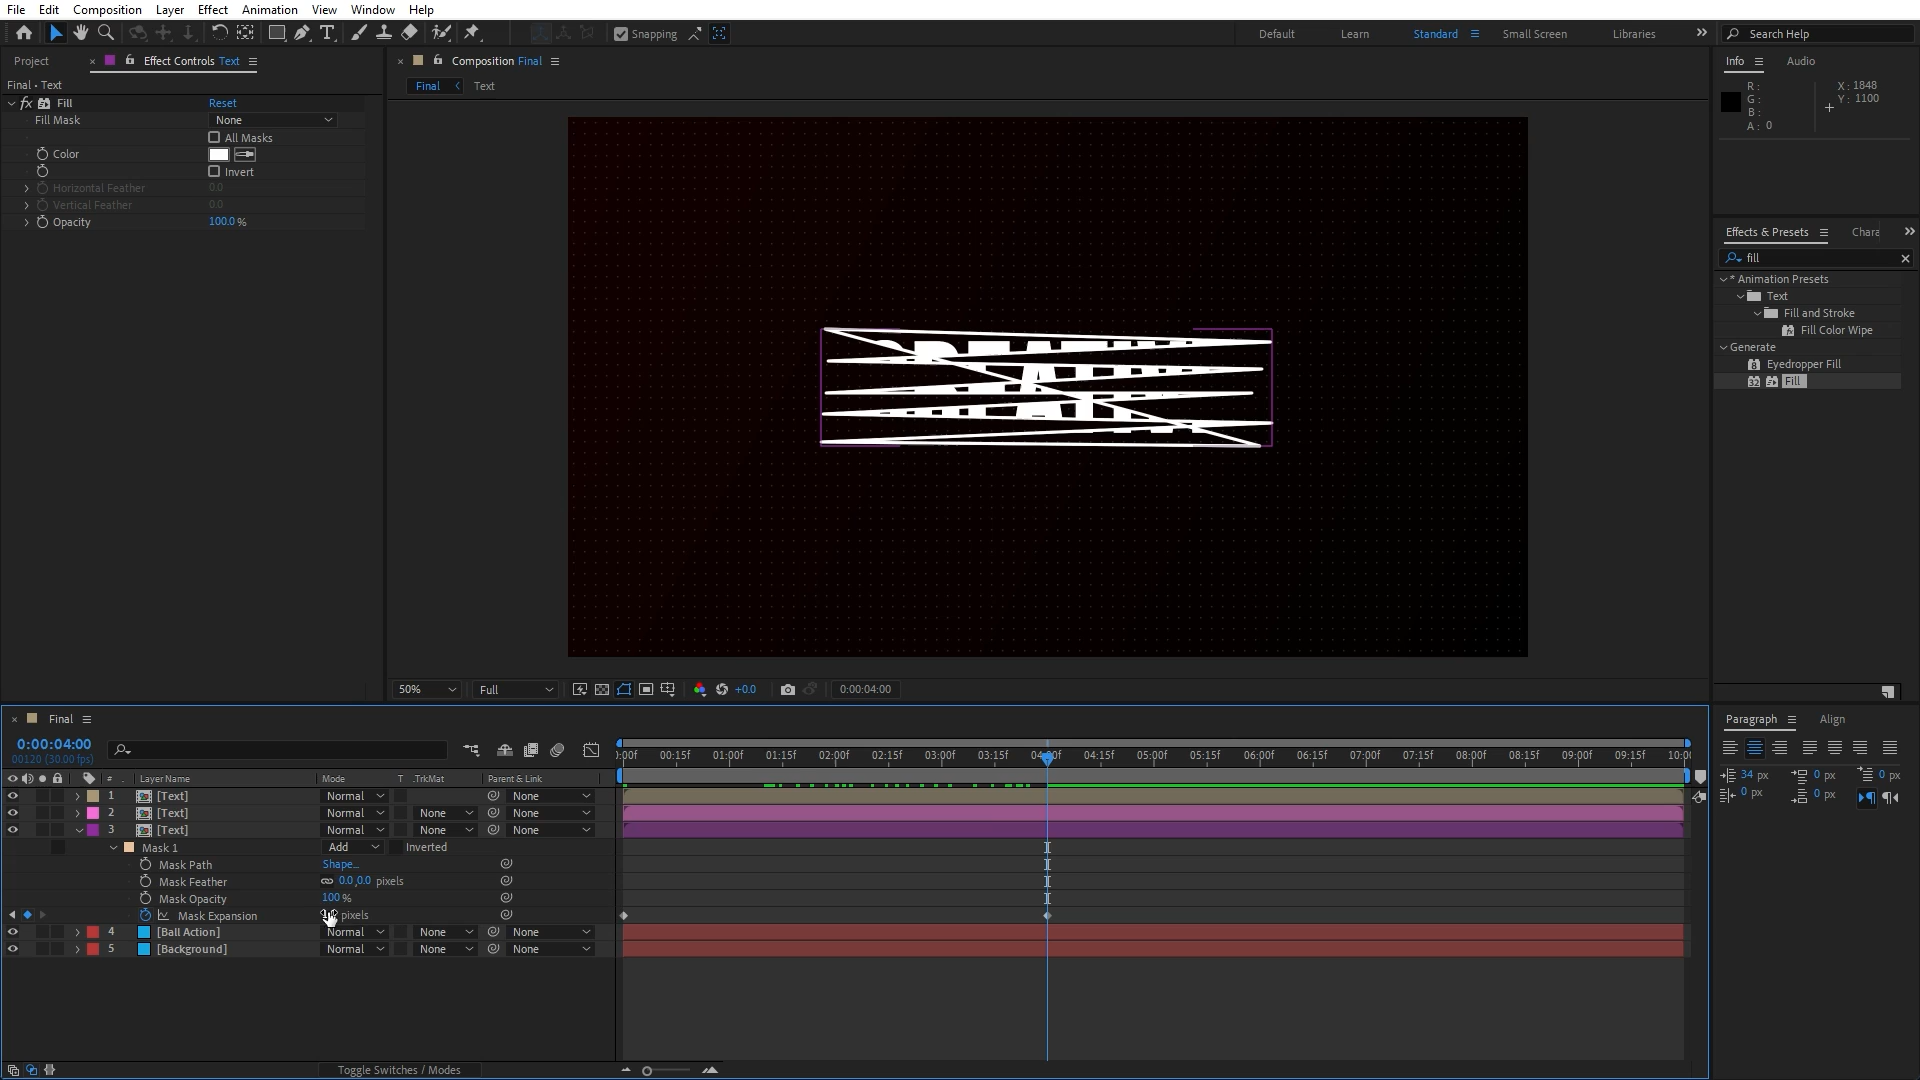 File Edit Composition Layer Effect Animation View Window Help
Snapping
Default Learn Standard Small Screen Libraries
Search Help
Project
Effect Controls Text
Composition Final
Info Audio
Final • Text
Final Text
R:
G:
B:
A: 0
X: 1848
Y: 1100
fx Fill Reset
Fill Mask None
All Masks
Color
Invert
Horizontal Feather 0.0
Vertical Feather 0.0
Opacity 100.0 %
Effects & Presets Chara
fill
* Animation Presets
Text
Fill and Stroke
Fill Color Wipe
Generate
Eyedropper Fill
Fill
50% Full +0.0 0:00:04:00
Final
0:00:04:00
00120 (30.00 fps)
):00f 00:15f 01:00f 01:15f 02:00f 02:15f 03:00f 03:15f 04:00f 04:15f 05:00f 05:15f 06:00f 06:15f 07:00f 07:15f 08:00f 08:15f 09:00f 09:15f 10:0
# Layer Name Mode T .TrkMat Parent & Link
1 [Text] Normal None
2 [Text] Normal None None
3 [Text] Normal None None
Mask 1 Add Inverted
Mask Path Shape...
Mask Feather 0.0,0.0 pixels
Mask Opacity 100 %
Mask Expansion pixels
4 [Ball Action] Normal None None
5 [Background] Normal None None
Toggle Switches / Modes
Paragraph Align
34 px 0 px 0 px
0 px 0 px